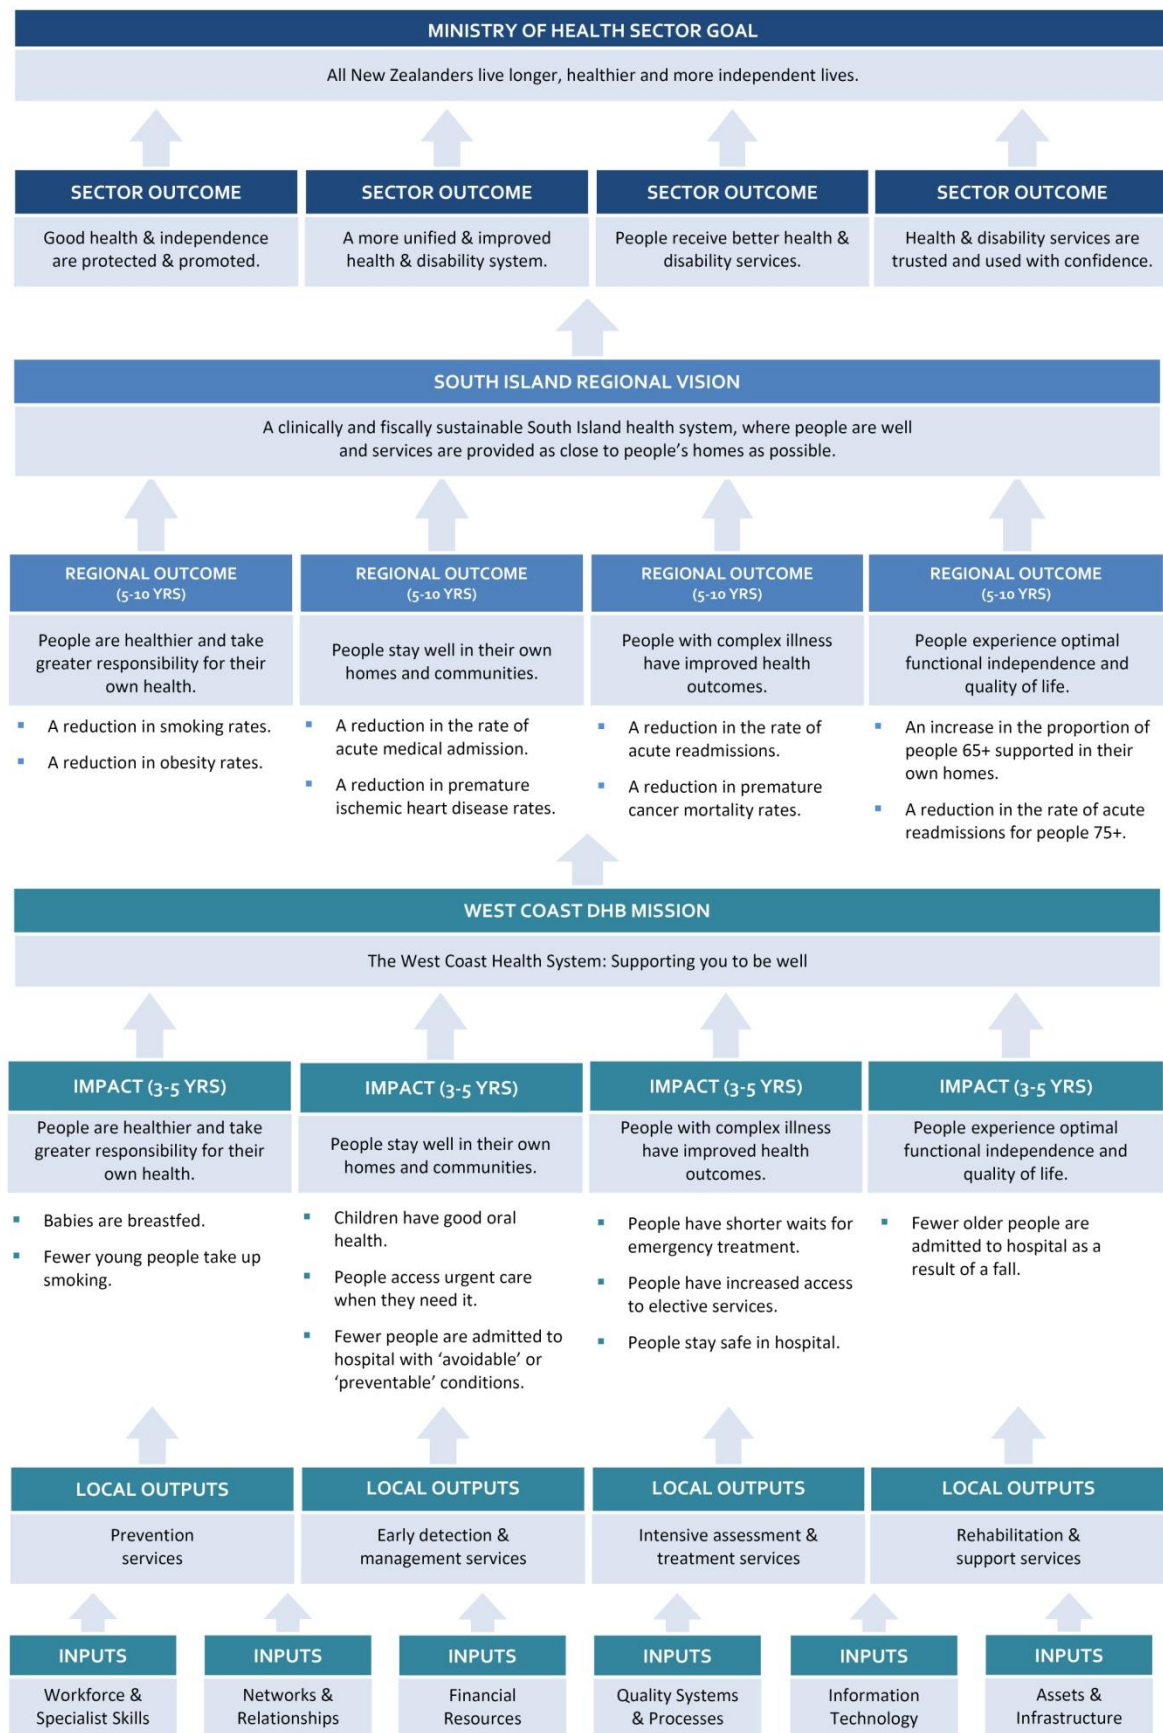 MINISTRY OF HEALTH SECTOR GOAL
All New Zealanders live longer, healthier and more independent lives.
SECTOR OUTCOME
Good health & independence
are protected & promoted.
SECTOR OUTCOME
A more unified & improved
health & disability system.
SECTOR OUTCOME
People receive better health &
disability services.
SECTOR OUTCOME
Health & disability services are
trusted and used with confidence.
SOUTH ISLAND REGIONAL VISION
A clinically and fiscally sustainable South Island health system, where people are well
and services are provided as close to people’s homes as possible.
REGIONAL OUTCOME
(5-10 YRS)
People are healthier and take
greater responsibility for their
own health.
▪ A reduction in smoking rates.
▪ A reduction in obesity rates.
REGIONAL OUTCOME
(5-10 YRS)
People stay well in their own
homes and communities.
▪ A reduction in the rate of
acute medical admission.
▪ A reduction in premature
ischemic heart disease rates.
REGIONAL OUTCOME
(5-10 YRS)
People with complex illness
have improved health
outcomes.
▪ A reduction in the rate of
acute readmissions.
▪ A reduction in premature
cancer mortality rates.
REGIONAL OUTCOME
(5-10 YRS)
People experience optimal
functional independence and
quality of life.
▪ An increase in the proportion of
people 65+ supported in their
own homes.
▪ A reduction in the rate of acute
readmissions for people 75+.
WEST COAST DHB MISSION
The West Coast Health System: Supporting you to be well
IMPACT (3-5 YRS)
People are healthier and take
greater responsibility for their
own health.
▪ Babies are breastfed.
▪ Fewer young people take up
smoking.
IMPACT (3-5 YRS)
People stay well in their own
homes and communities.
▪ Children have good oral
health.
▪ People access urgent care
when they need it.
▪ Fewer people are admitted to
hospital with ‘avoidable’ or
‘preventable’ conditions.
IMPACT (3-5 YRS)
People with complex illness
have improved health
outcomes.
▪ People have shorter waits for
emergency treatment.
▪ People have increased access
to elective services.
▪ People stay safe in hospital.
IMPACT (3-5 YRS)
People experience optimal
functional independence and
quality of life.
▪ Fewer older people are
admitted to hospital as a
result of a fall.
LOCAL OUTPUTS
Prevention
services
LOCAL OUTPUTS
Early detection &
management services
LOCAL OUTPUTS
Intensive assessment &
treatment services
LOCAL OUTPUTS
Rehabilitation &
support services
INPUTS
Workforce &
Specialist Skills
INPUTS
Networks &
Relationships
INPUTS
Financial
Resources
INPUTS
Quality Systems
& Processes
INPUTS
Information
Technology
INPUTS
Assets &
Infrastructure